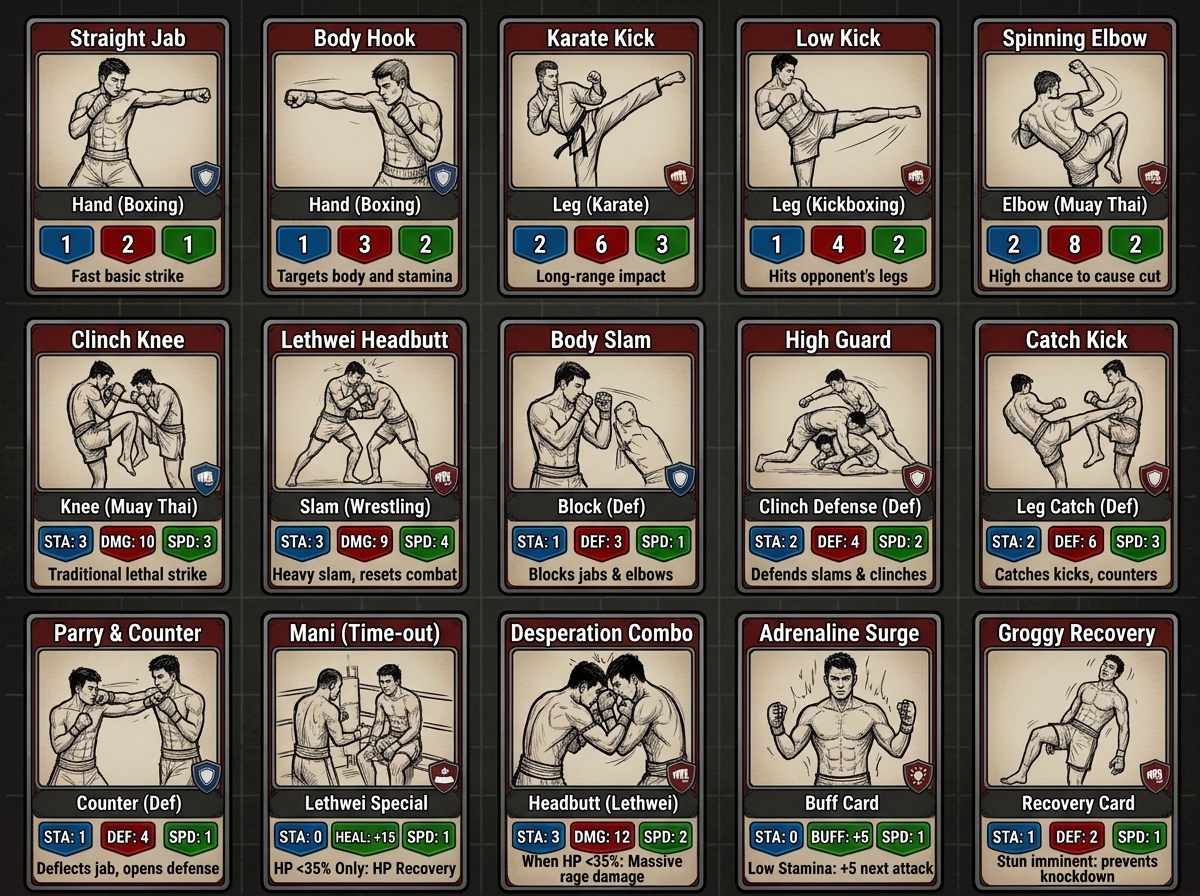 Straight Jab
Hand (Boxing)
1 2 1
Fast basic strike
Body Hook
Hand (Boxing)
1 3 2
Targets body and stamina
Karate Kick
Leg (Karate)
2 6 3
Long-range impact
Low Kick
Leg (Kickboxing)
1 4 2
Hits opponent's legs
Spinning Elbow
Elbow (Muay Thai)
2 8 2
High chance to cause cut
Clinch Knee
Knee (Muay Thai)
STA: 3 DMG: 10 SPD: 3
Traditional lethal strike
Lethwei Headbutt
Slam (Wrestling)
STA: 3 DMG: 9 SPD: 4
Heavy slam, resets combat
Body Slam
Block (Def)
STA: 1 DEF: 3 SPD: 1
Blocks jabs & elbows
High Guard
Clinch Defense (Def)
STA: 2 DEF: 4 SPD: 2
Defends slams & clinches
Catch Kick
Leg Catch (Def)
STA: 2 DEF: 6 SPD: 3
Catches kicks, counters
Parry & Counter
Counter (Def)
STA: 1 DEF: 4 SPD: 1
Deflects jab, opens defense
Mani (Time-out)
Lethwei Special
STA: 0 HEAL: +15 SPD: 1
HP <35% Only: HP Recovery
Desperation Combo
Headbutt (Lethwei)
STA: 3 DMG: 12 SPD: 2
When HP <35%: Massive
rage damage
Adrenaline Surge
Buff Card
STA: 0 BUFF: +5 SPD: 1
Low Stamina: +5 next attack
Groggy Recovery
Recovery Card
STA: 1 DEF: 2 SPD: 1
Stun imminent: prevents
knockdown